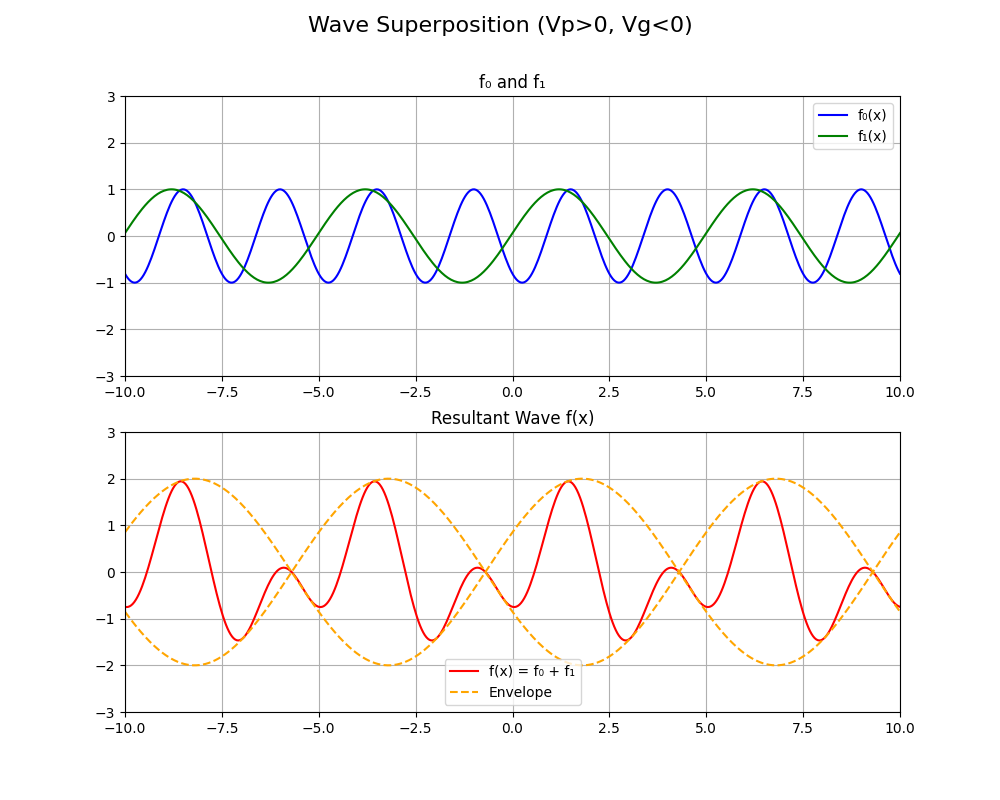 Wave Superposition (Vp>0, Vg<0)
f₀ and f₁
3
2
1
0
−1
−2
−3
f₀(x)
f₁(x)
−10.0 −7.5 −5.0 −2.5 0.0 2.5 5.0 7.5 10.0
Resultant Wave f(x)
3
2
1
0
−1
−2
−3
f(x) = f₀ + f₁
Envelope
−10.0 −7.5 −5.0 −2.5 0.0 2.5 5.0 7.5 10.0